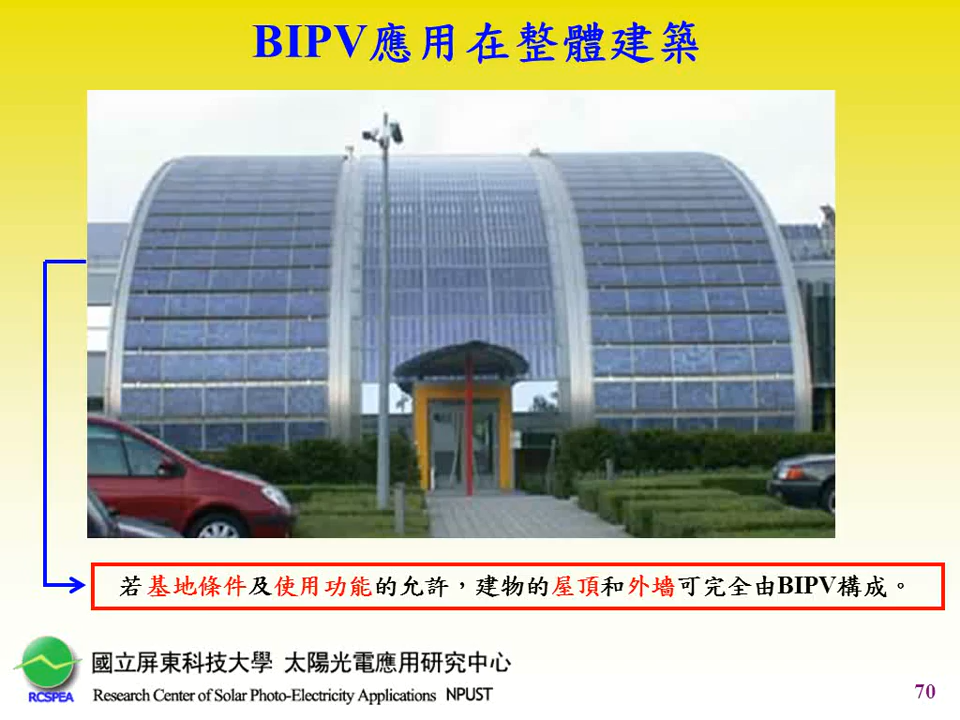 BIPV應用在整體建築
若基地條件及使用功能的允許，建物的屋頂和外墻可完全由BIPV構成。
國立屏東科技大學 太陽光電應用研究中心
RCSPEA
Research Center of Solar Photo-Electricity Applications NPUST
70